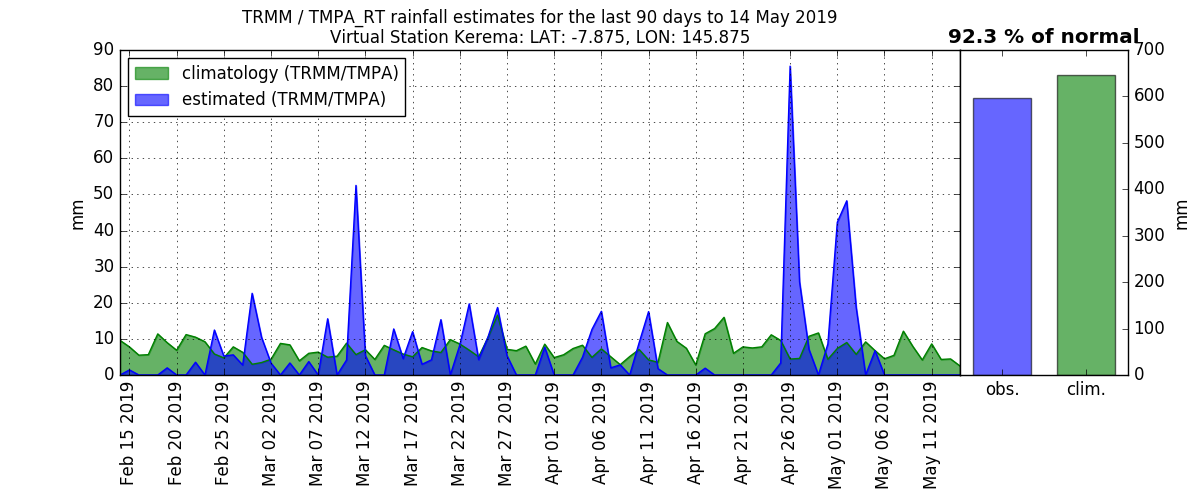 TRMM / TMPA_RT rainfall estimates for the last 90 days to 14 May 2019
Virtual Station Kerema: LAT: -7.875, LON: 145.875
92.3 % of normal
climatology (TRMM/TMPA)
estimated (TRMM/TMPA)
mm
90
80
70
60
50
40
30
20
10
0
Feb 15 2019
Feb 20 2019
Feb 25 2019
Mar 02 2019
Mar 07 2019
Mar 12 2019
Mar 17 2019
Mar 22 2019
Mar 27 2019
Apr 01 2019
Apr 06 2019
Apr 11 2019
Apr 16 2019
Apr 21 2019
Apr 26 2019
May 01 2019
May 06 2019
May 11 2019
obs.
clim.
700
600
500
400
300
200
100
0
mm